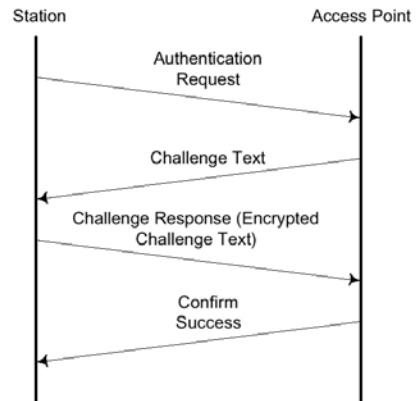 Station
Access Point
Authentication
Request
Challenge Text
Challenge Response (Encrypted
Challenge Text)
Confirm
Success